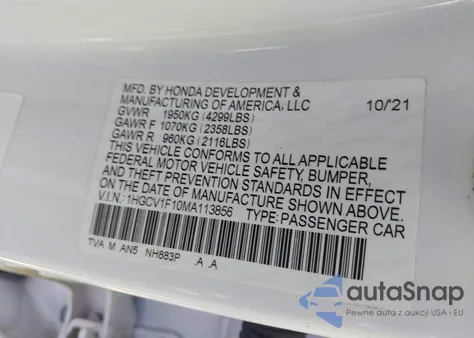 MFD. BY HONDA DEVELOPMENT &
MANUFACTURING OF AMERICA, LLC 10/21
GVWR 1950KG (4299LBS)
GAWR F 1070KG (2358LBS)
GAWR R 960KG (2116LBS)
THIS VEHICLE CONFORMS TO ALL APPLICABLE
FEDERAL MOTOR VEHICLE SAFETY, BUMPER,
AND THEFT PREVENTION STANDARDS IN EFFECT
ON THE DATE OF MANUFACTURE SHOWN ABOVE.
V.I.N.: 1HGCV1F10MA113856 TYPE: PASSENGER CAR
TVA M AN5 NH883P .A .A
autoSnap
Pewne auta z aukcji USA i EU